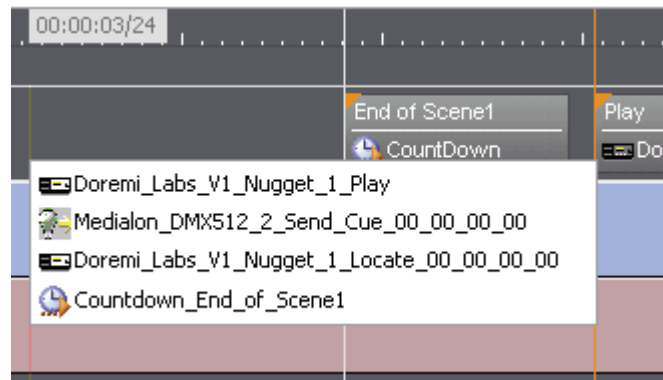 00:00:03/24
End of Scene1
Play
CountDown
Do
Doremi_Labs_V1_Nugget_1_Play
Medialon_DMX512_2_Send_Cue_00_00_00_00
Doremi_Labs_V1_Nugget_1_Locate_00_00_00_00
Countdown_End_of_Scene1